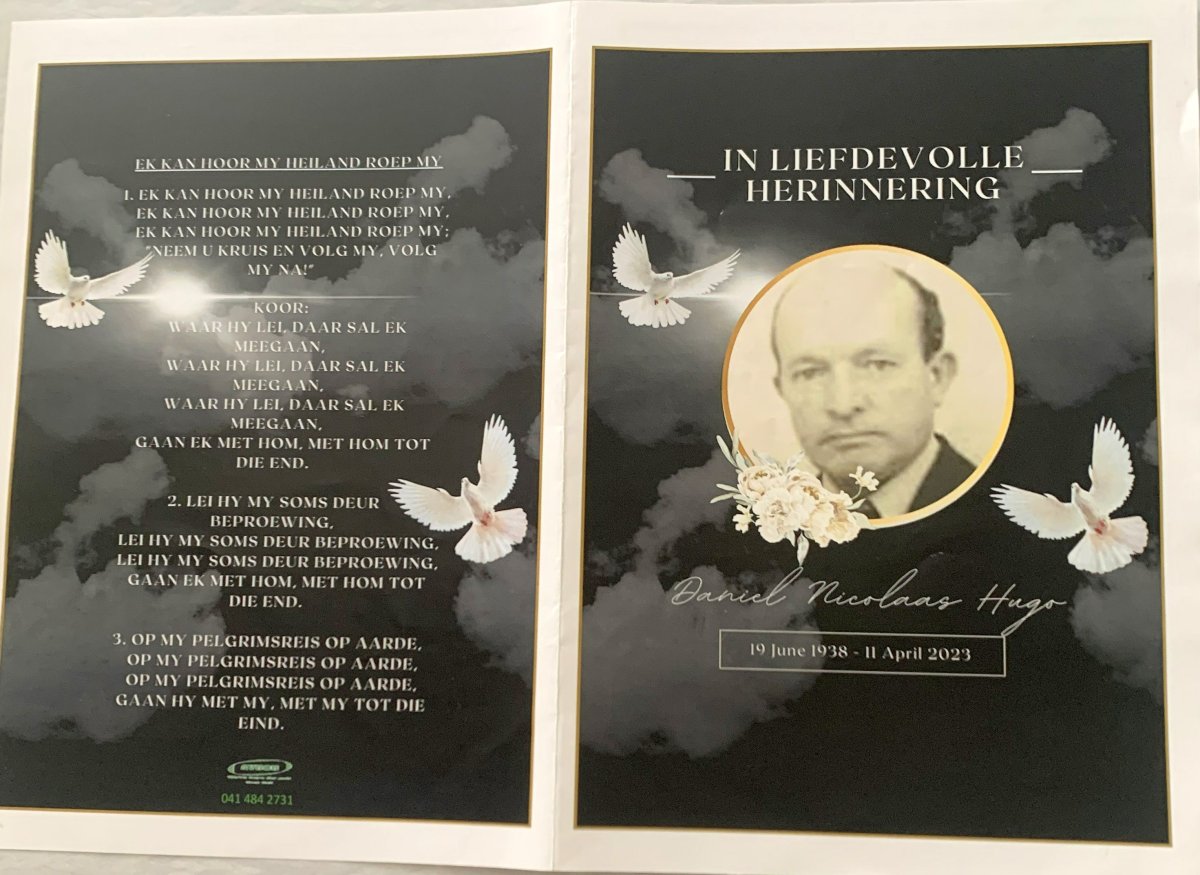 EK KAN HOOR MY HEILAND ROEP MY
1. EK KAN HOOR MY HEILAND ROEP MY,
EK KAN HOOR MY HEILAND ROEP MY,
EK KAN HOOR MY HEILAND ROEP MY;
"NEEM U KRUIS EN VOLG MY, VOLG
MY NA!"
KOOR:
WAAR HY LEI, DAAR SAL EK
MEEGAAN,
WAAR HY LEI, DAAR SAL EK
MEEGAAN,
WAAR HY LEI, DAAR SAL EK
MEEGAAN,
GAAN EK MET HOM, MET HOM TOT
DIE END.
2. LEI HY MY SOMS DEUR
BEPROEWING,
LEI HY MY SOMS DEUR BEPROEWING,
LEI HY MY SOMS DEUR BEPROEWING,
GAAN EK MET HOM, MET HOM TOT
DIE END.
3. OP MY PELGRIMSREIS OP AARDE,
OP MY PELGRIMSREIS OP AARDE,
OP MY PELGRIMSREIS OP AARDE,
GAAN HY MET MY, MET MY TOT DIE
EIND.
041 484 2731
IN LIEFDEVOLLE
HERINNERING
Daniel Nicolaas Hugo
19 June 1938 - 11 April 2023